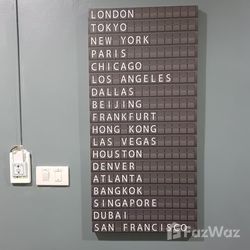 LONDON
TOKYO
NEW YORK
PARIS
CHICAGO
LOS ANGELES
DALLAS
BEIJING
FRANKFURT
HONG KONG
LAS VEGAS
HOUSTON
DENVER
ATLANTA
BANGKOK
SINGAPORE
DUBAI
SAN FRANCISCO
FazWaz